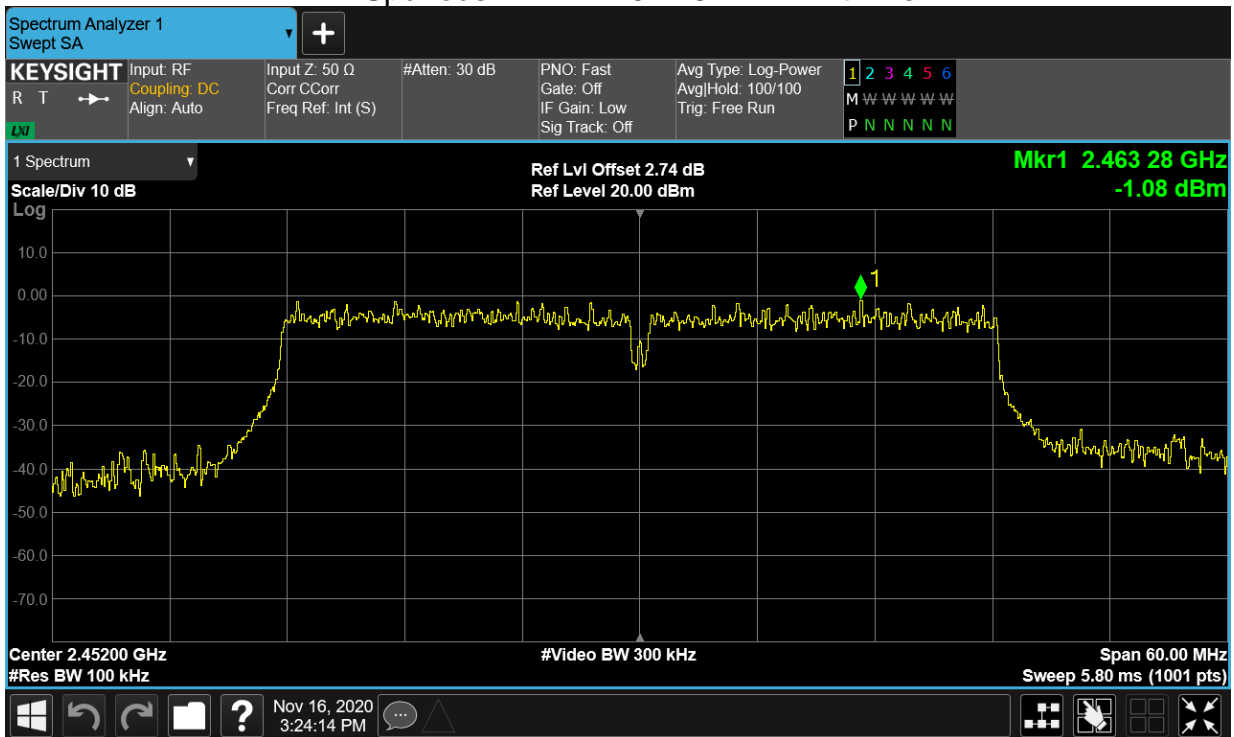 Spectrum Analyzer 1
Swept SA
KEYSIGHT
R T
LXI
Input: RF
Coupling: DC
Align: Auto
Input Z: 50 Ω
Corr CCorr
Freq Ref: Int (S)
#Atten: 30 dB
PNO: Fast
Gate: Off
IF Gain: Low
Sig Track: Off
Avg Type: Log-Power
Avg|Hold: 100/100
Trig: Free Run
1 2 3 4 5 6
M W W W W W
P N N N N N
1 Spectrum
Scale/Div 10 dB
Ref Lvl Offset 2.74 dB
Ref Level 20.00 dBm
Mkr1 2.463 28 GHz
-1.08 dBm
Log
10.0
0.00
-10.0
-20.0
-30.0
-40.0
-50.0
-60.0
-70.0
1
Center 2.45200 GHz
#Res BW 100 kHz
#Video BW 300 kHz
Span 60.00 MHz
Sweep 5.80 ms (1001 pts)
?
Nov 16, 2020
3:24:14 PM